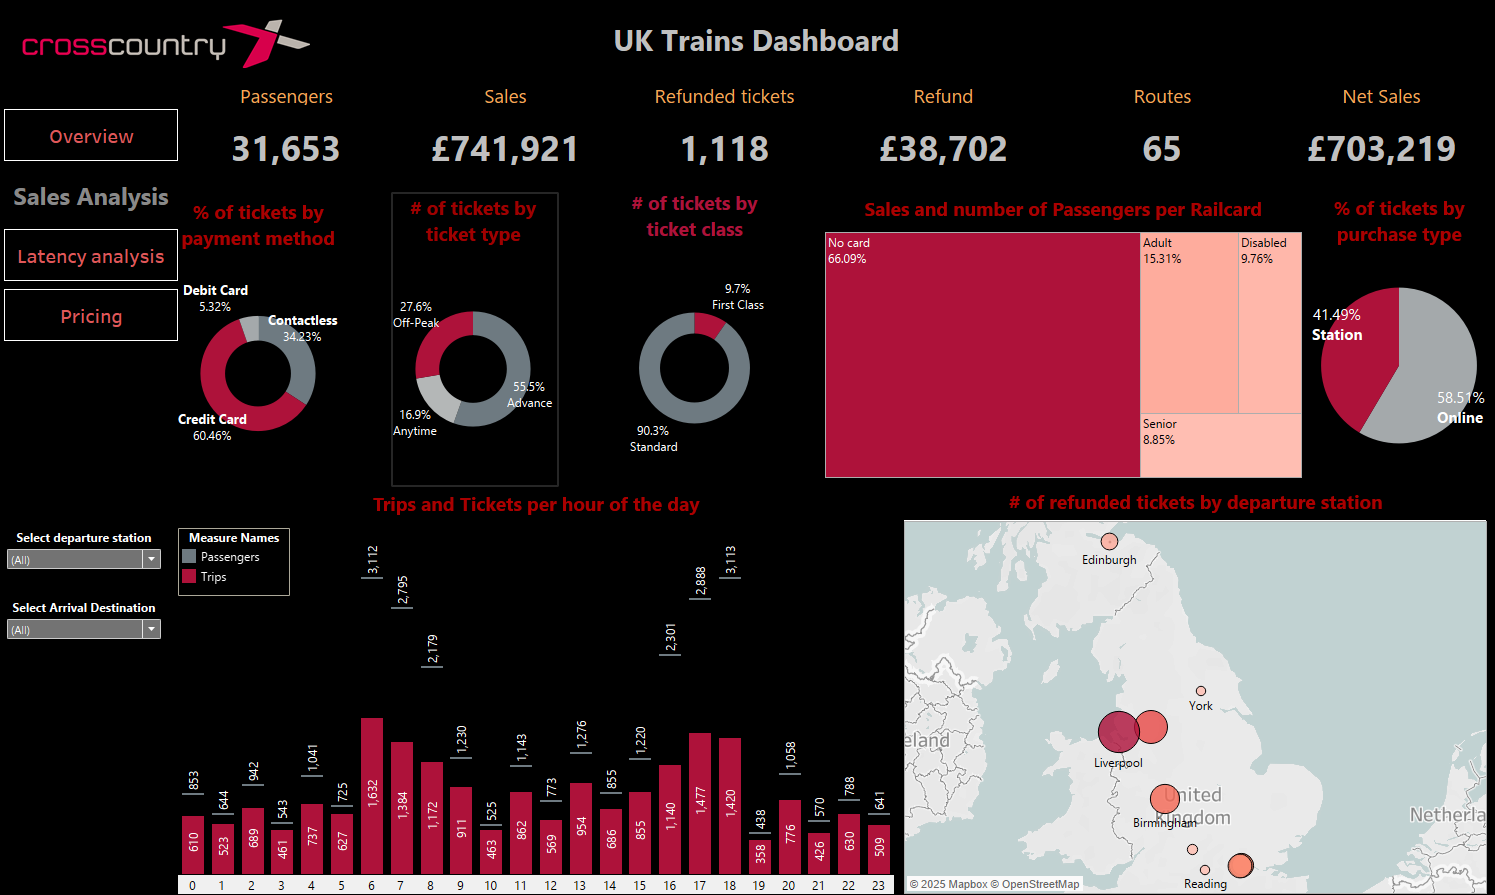 crosscountry
UK Trains Dashboard
Passengers
Sales
Refunded tickets
Refund
Routes
Net Sales
31,653
£741,921
1,118
£38,702
65
£703,219
Overview
Sales Analysis
Latency analysis
Pricing
% of tickets by
payment method
Debit Card
5.32%
Contactless
34.23%
Credit Card
60.46%
# of tickets by
ticket type
27.6%
Off-Peak
55.5%
Advance
16.9%
Anytime
# of tickets by
ticket class
9.7%
First Class
90.3%
Standard
Sales and number of Passengers per Railcard
No card
66.09%
Adult
15.31%
Disabled
9.76%
Senior
8.85%
% of tickets by
purchase type
41.49%
Station
58.51%
Online
Select departure station
(All)
Select Arrival Destination
(All)
Trips and Tickets per hour of the day
Measure Names
Passengers
Trips
853
644
942
543
1,041
725
3,112
2,795
2,179
1,230
525
1,143
773
1,276
855
1,220
2,301
2,888
3,113
438
1,058
570
788
641
610
523
689
461
737
627
1,632
1,384
1,172
911
463
862
569
954
686
855
1,140
1,477
1,420
358
776
426
630
509
0 1 2 3 4 5 6 7 8 9 10 11 12 13 14 15 16 17 18 19 20 21 22 23
# of refunded tickets by departure station
Edinburgh
York
eland
Liverpool
United
Kingdom
Birmingham
Netherla
Reading
© 2025 Mapbox © OpenStreetMap